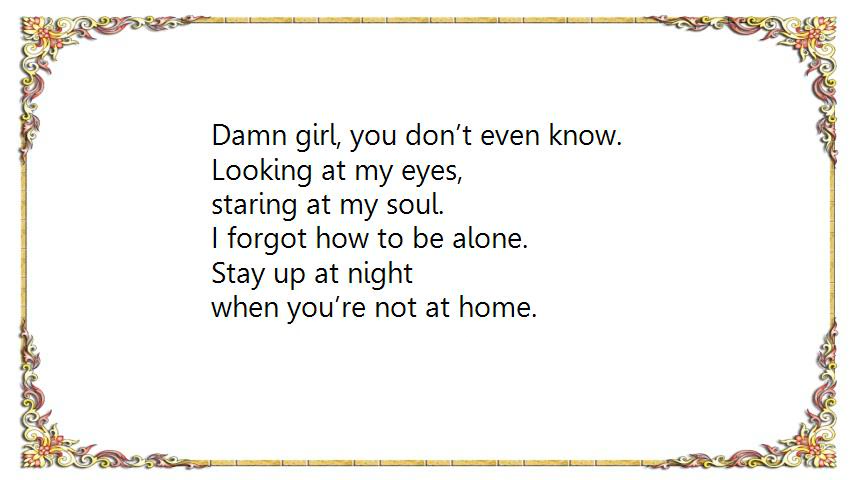 Damn girl, you don’t even know.
Looking at my eyes,
staring at my soul.
I forgot how to be alone.
Stay up at night
when you’re not at home.